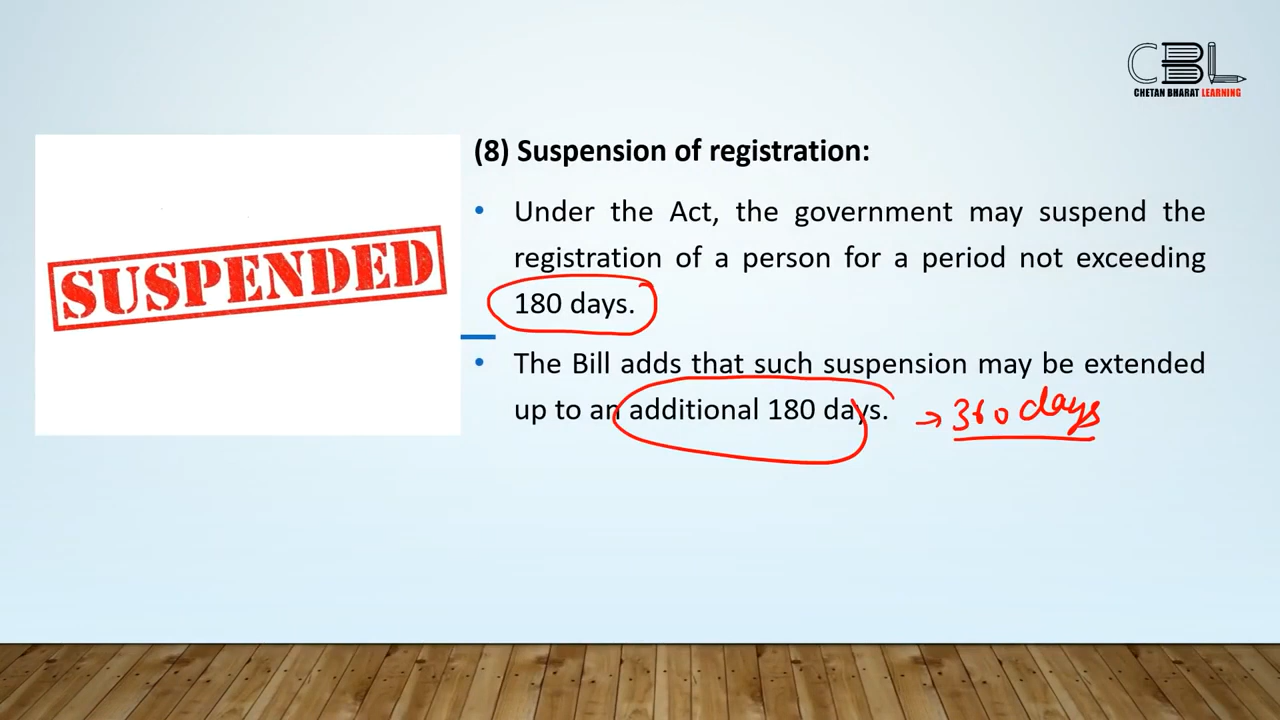 CBL
CHETAN BHARAT LEARNING
(8) Suspension of registration:
• Under the Act, the government may suspend the
registration of a person for a period not exceeding
180 days.
SUSPENDED
• The Bill adds that such suspension may be extended
up to an additional 180 days. → 360 days